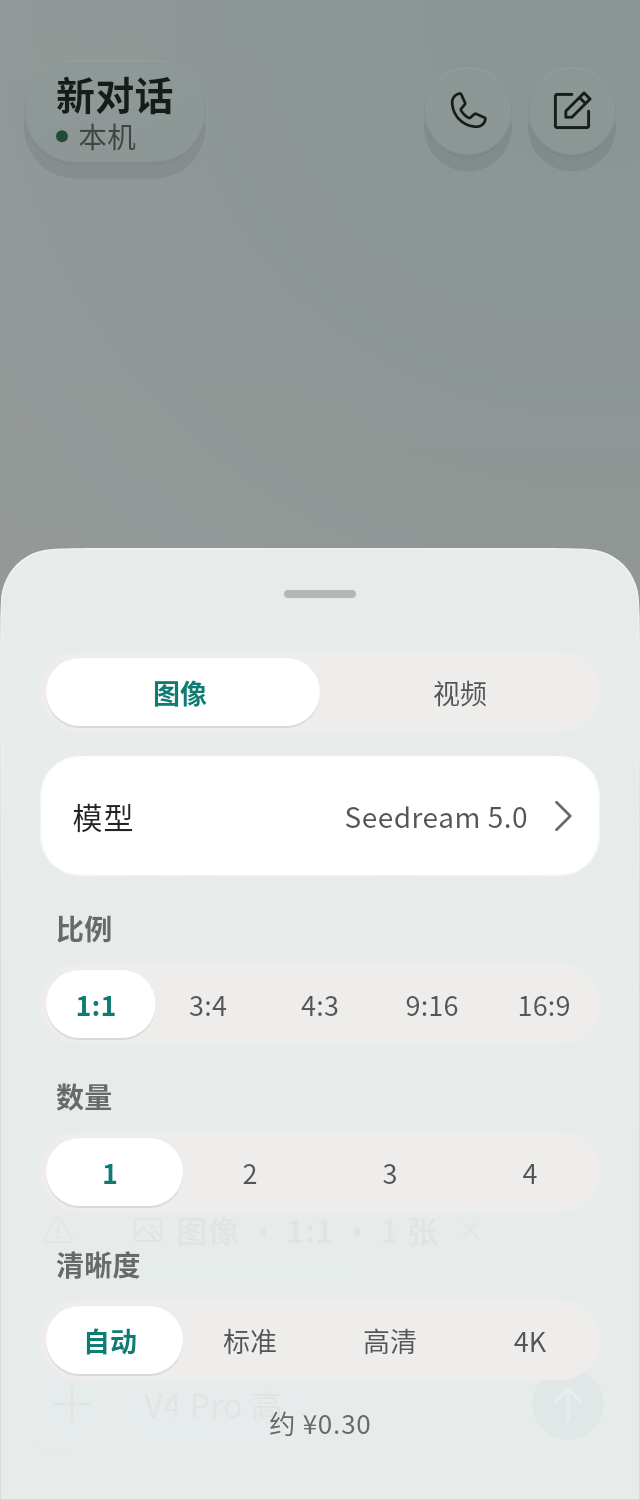 新对话
本机
图像 视频
模型 Seedream 5.0
比例
1:1 3:4 4:3 9:16 16:9
数量
1 2 3 4
图像 · 1:1 · 1 张
清晰度
自动 标准 高清 4K
V4 Pro 高
约 ¥0.30